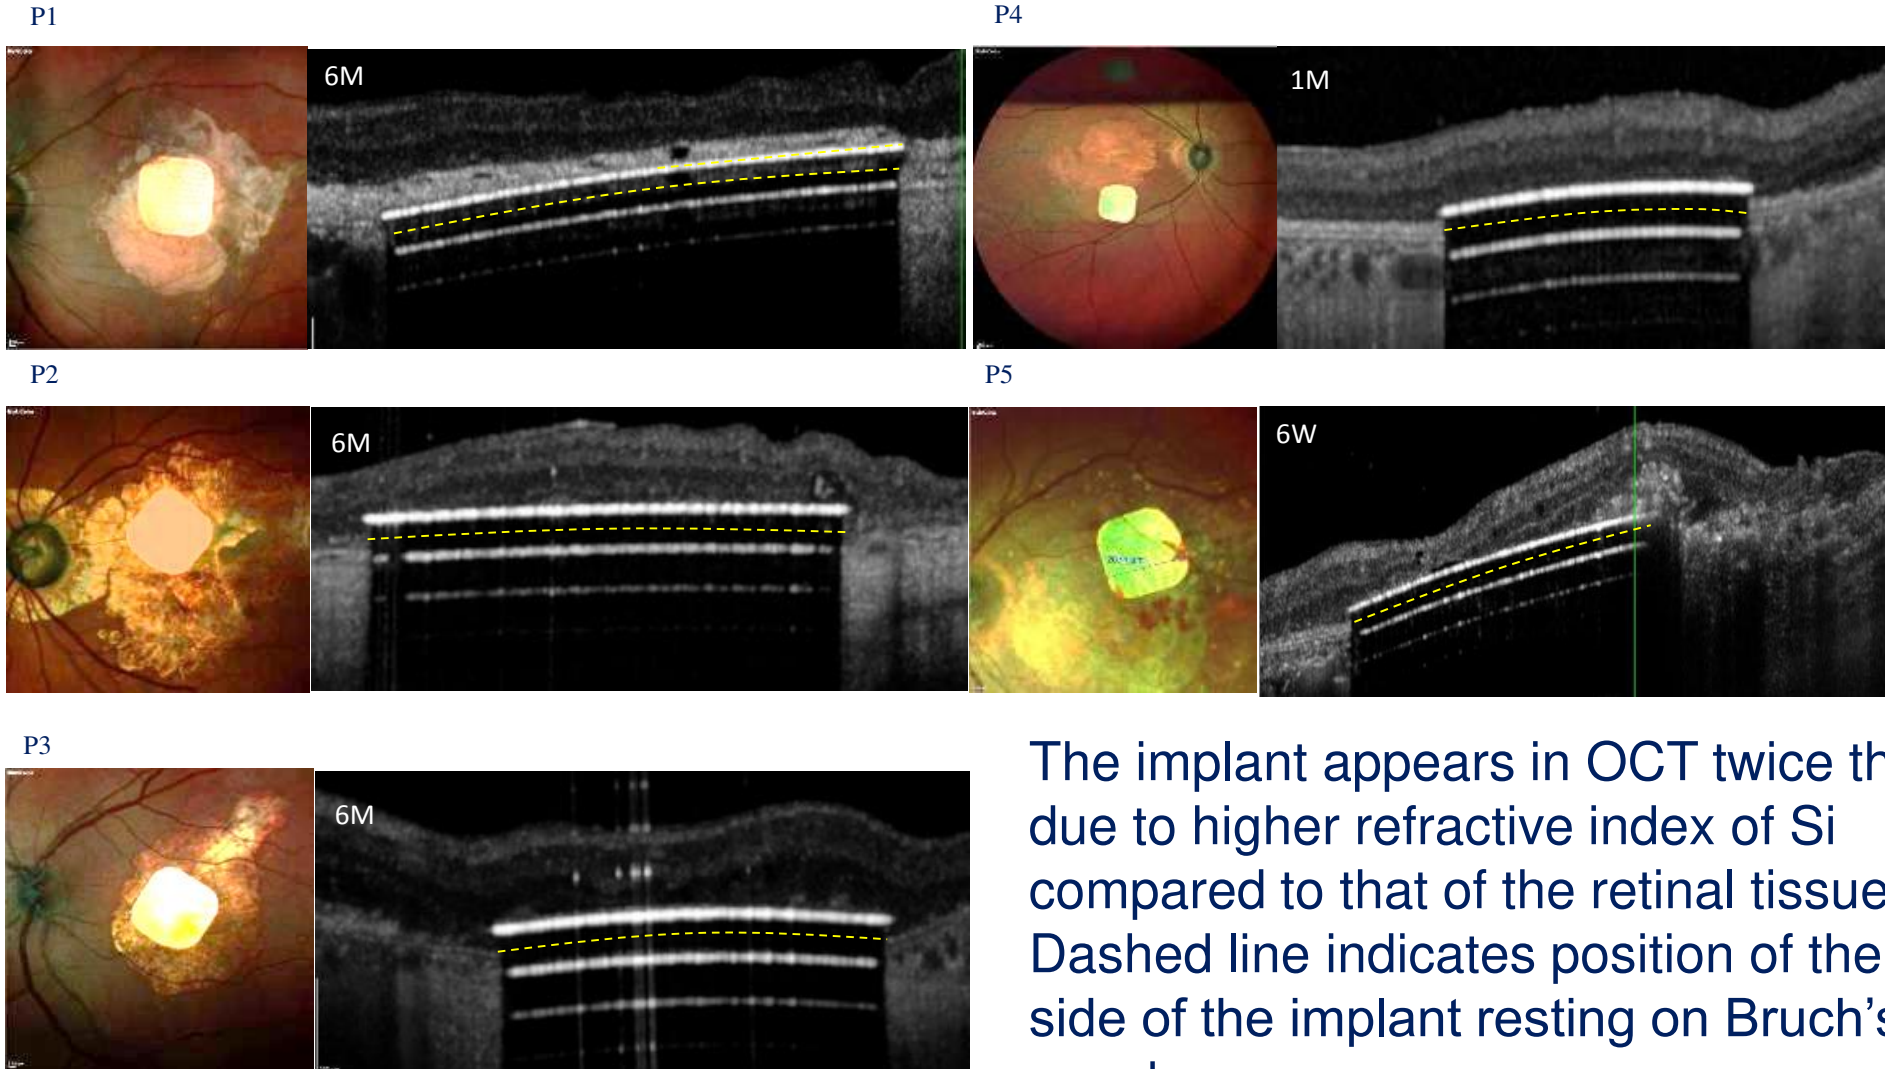 P1
P4
6M
1M
P2
P5
6M
6W
P3
6M
The implant appears in OCT twice th
due to higher refractive index of Si
compared to that of the retinal tissue
Dashed line indicates position of the
side of the implant resting on Bruch's